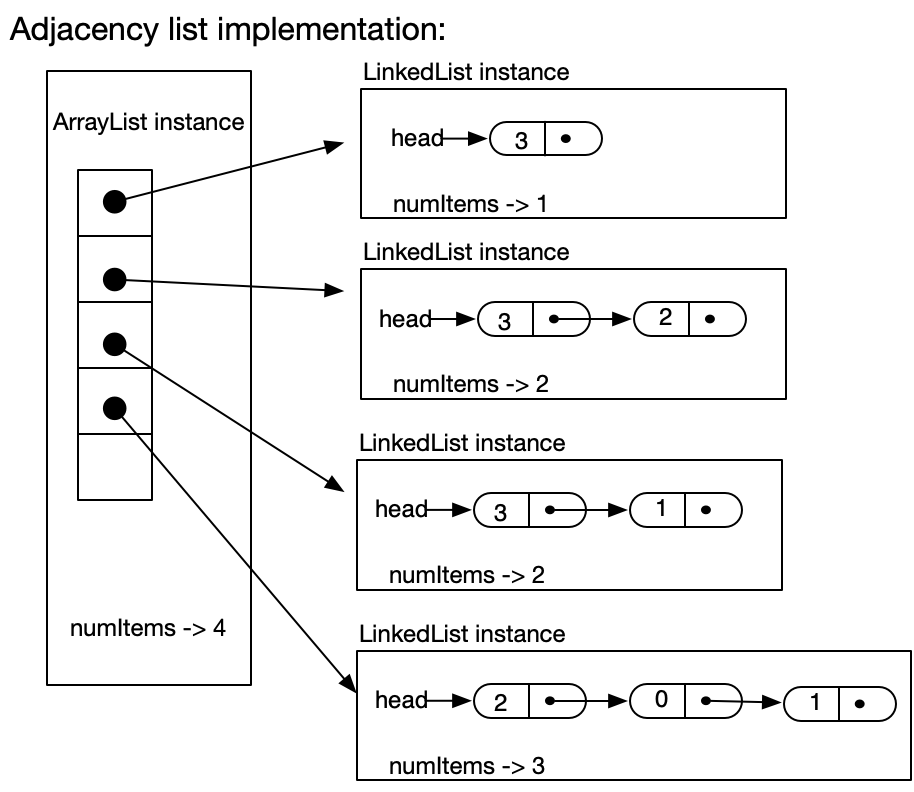 Adjacency list implementation:
ArrayList instance
numItems -> 4
LinkedList instance
head 3
numItems -> 1
LinkedList instance
head 3 2
numItems -> 2
LinkedList instance
head 3 1
numItems -> 2
LinkedList instance
head 2 0 1
numItems -> 3